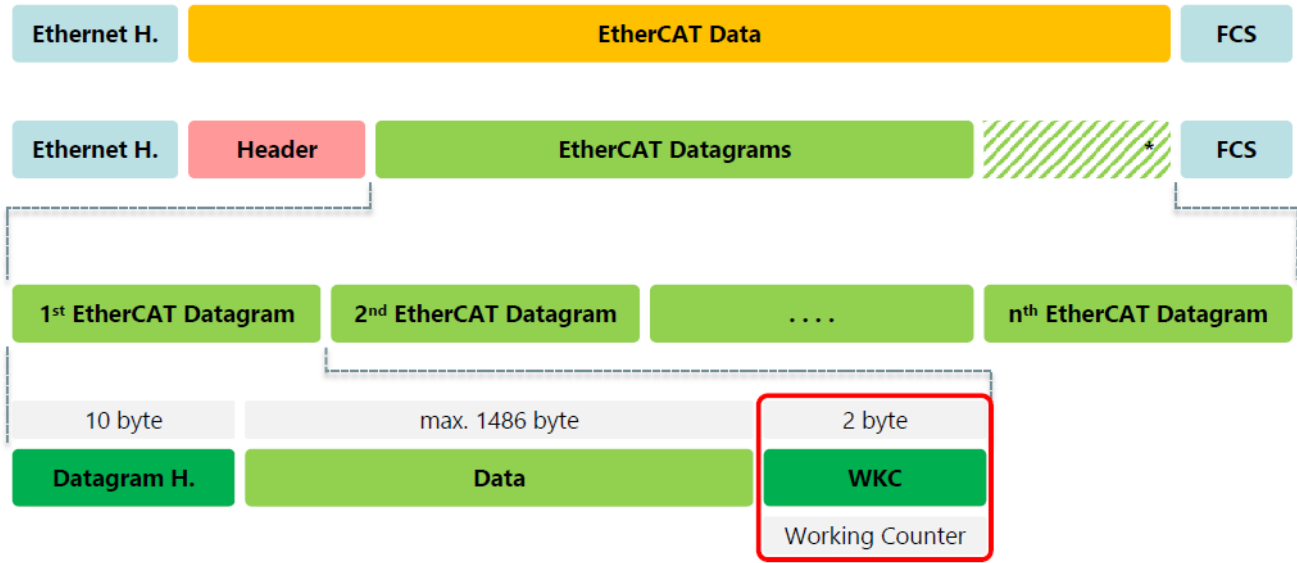 Ethernet H.
EtherCAT Data
FCS
Ethernet H.
Header
EtherCAT Datagrams
*
FCS
1st EtherCAT Datagram
2nd EtherCAT Datagram
. . . .
nth EtherCAT Datagram
10 byte
max. 1486 byte
2 byte
Datagram H.
Data
WKC
Working Counter